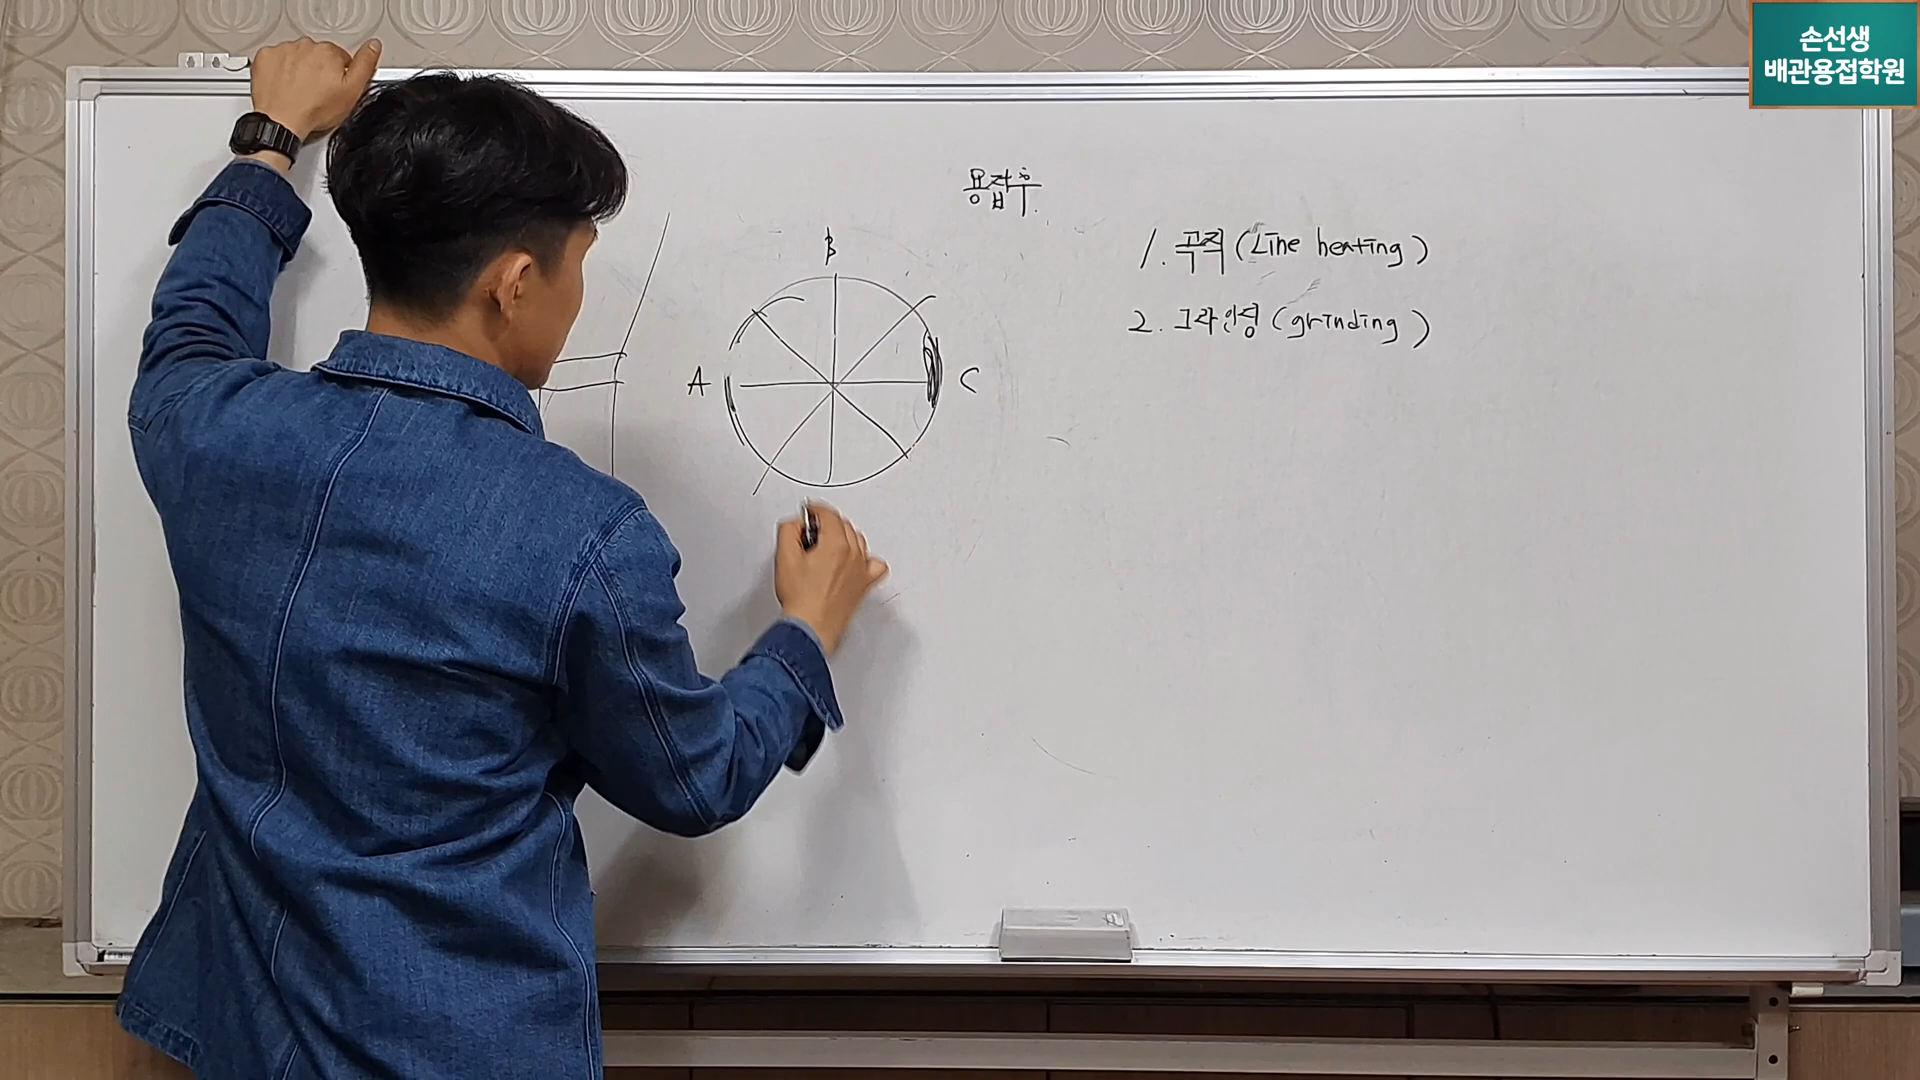 손선생
배관용접학원
용접후.
B
A
C
1. 곡직 (Line heating)
2. 그라인딩 (grinding)